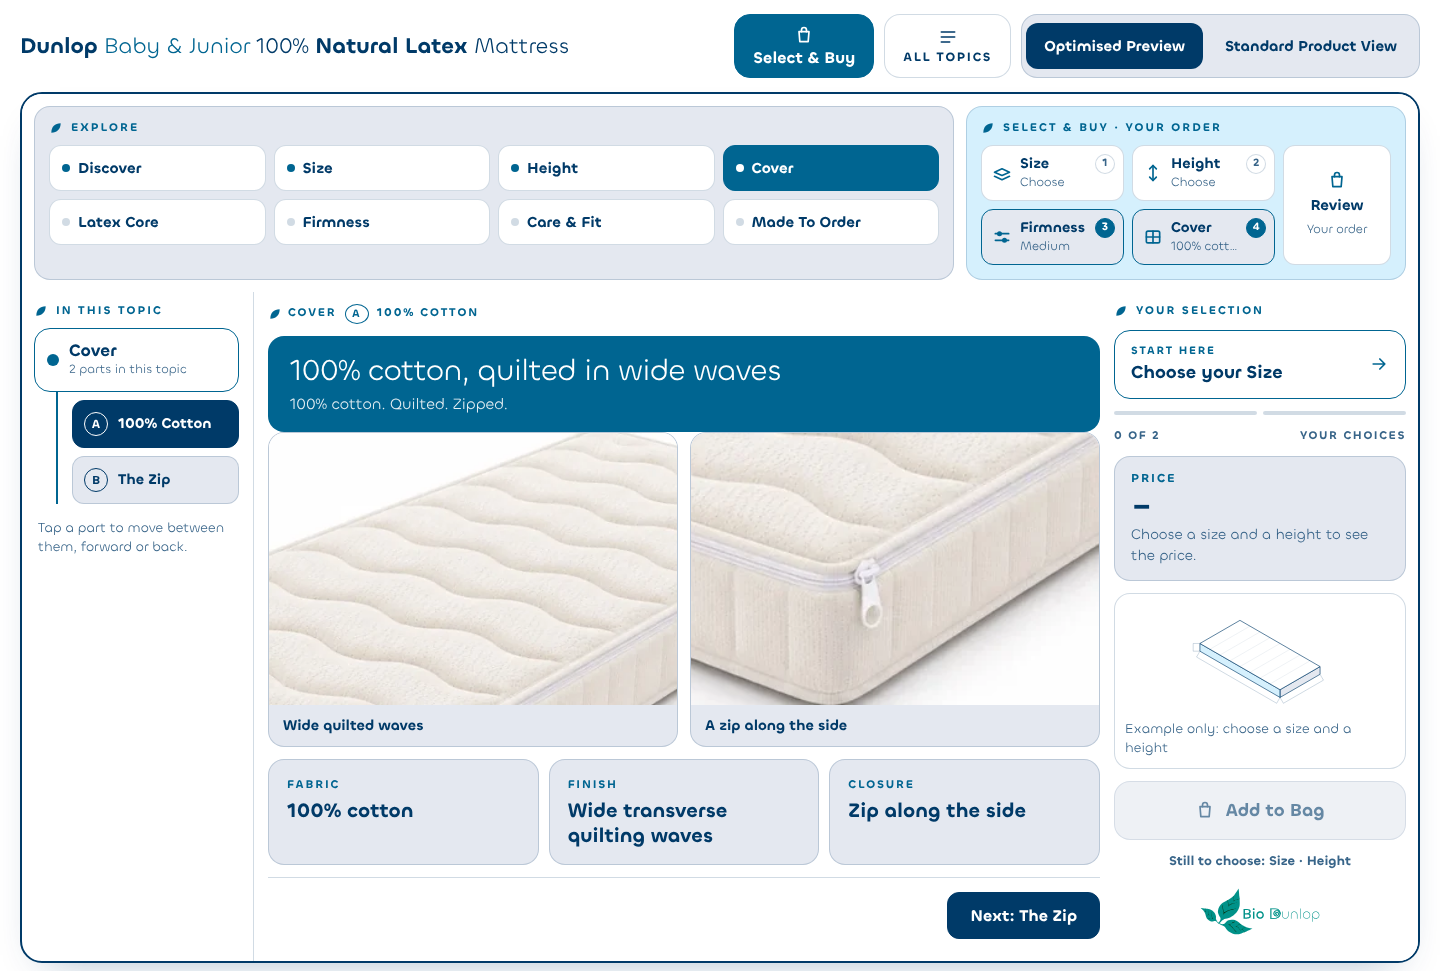 Dunlop Baby & Junior 100% Natural Latex Mattress
Select & Buy
ALL TOPICS
Optimised Preview
Standard Product View
EXPLORE
Discover
Size
Height
Cover
Latex Core
Firmness
Care & Fit
Made To Order
SELECT & BUY · YOUR ORDER
Size 1
Choose
Height 2
Choose
Firmness 3
Medium
Cover 4
100% cott…
Review
Your order
IN THIS TOPIC
Cover
2 parts in this topic
A 100% Cotton
B The Zip
Tap a part to move between
them, forward or back.
COVER A 100% COTTON
100% cotton, quilted in wide waves
100% cotton. Quilted. Zipped.
Wide quilted waves
A zip along the side
FABRIC
100% cotton
FINISH
Wide transverse
quilting waves
CLOSURE
Zip along the side
Next: The Zip
YOUR SELECTION
START HERE
Choose your Size
0 OF 2
YOUR CHOICES
PRICE
–
Choose a size and a height to see
the price.
Example only: choose a size and a
height
Add to Bag
Still to choose: Size · Height
Bio Dunlop